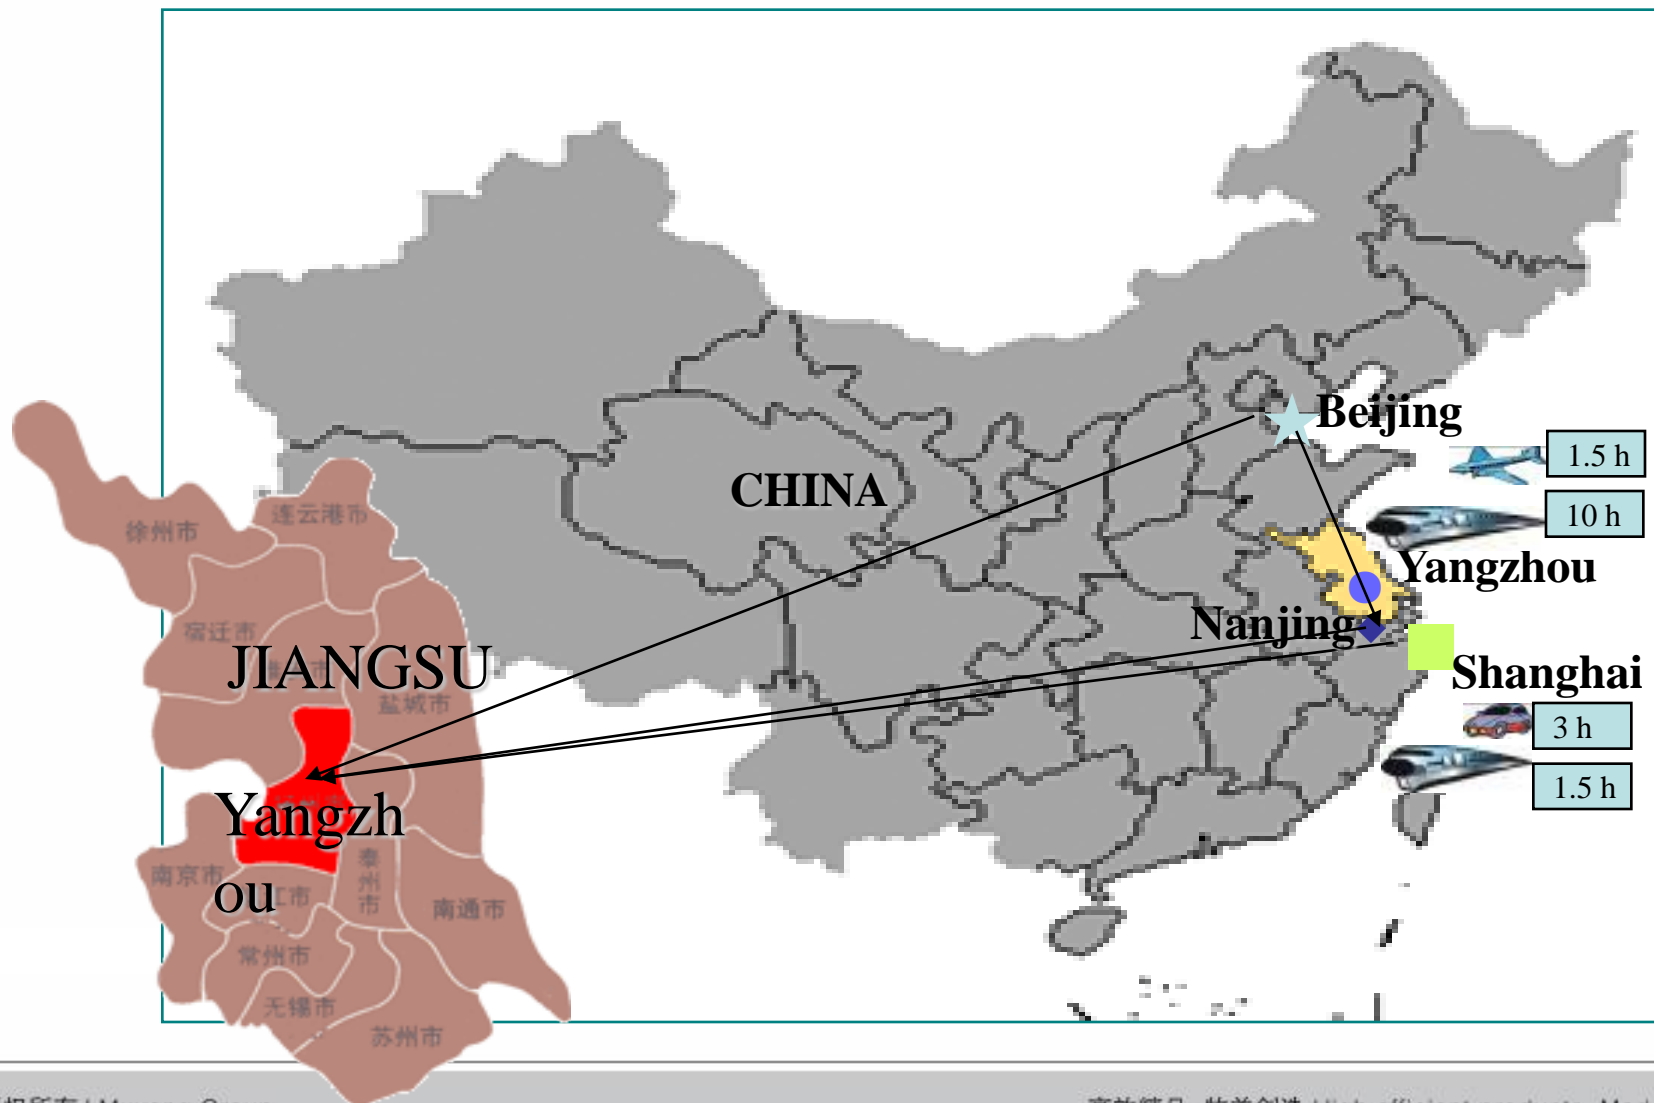 Beijing
1.5 h
CHINA
10 h
徐州市
连云港市
Yangzhou
Nanjing
宿迁市
JIANGSU
Shanghai
盐城市
3 h
1.5 h
Yangzh
ou
南京市
江市
泰州市
南通市
常州市
无锡市
苏州市